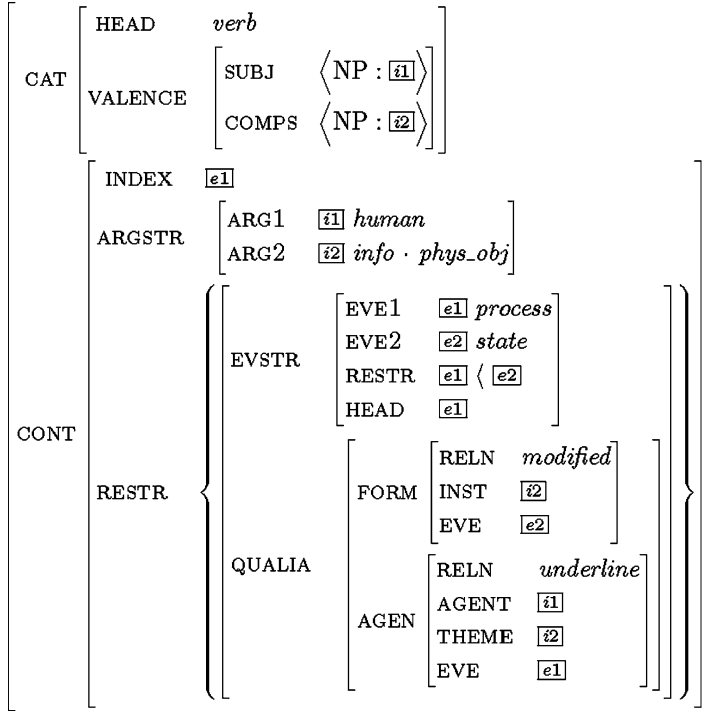 HEAD verb
CAT
VALENCE
SUBJ ⟨NP : i1⟩
COMPS ⟨NP : i2⟩
CONT
INDEX e1
ARGSTR
ARG1 i1 human
ARG2 i2 info · phys_obj
RESTR
EVSTR
EVE1 e1 process
EVE2 e2 state
RESTR e1 ⟨ e2
HEAD e1
QUALIA
FORM
RELN modified
INST i2
EVE e2
AGEN
RELN underline
AGENT i1
THEME i2
EVE e1